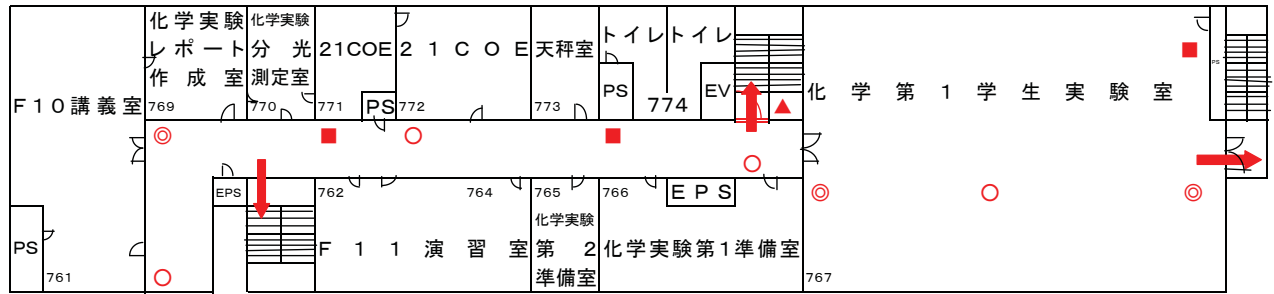 化学実験
レポート
作成室
769
化学実験
分光
測定室
770
21COE
771
PS
21COE
772
天秤室
773
トイレ
トイレ
PS
774
EV
化学第1学生実験室
PS
F10講義室
PS
761
EPS
762
764
F11演習室
765
化学実験
第2
準備室
766
EPS
化学実験第1準備室
767